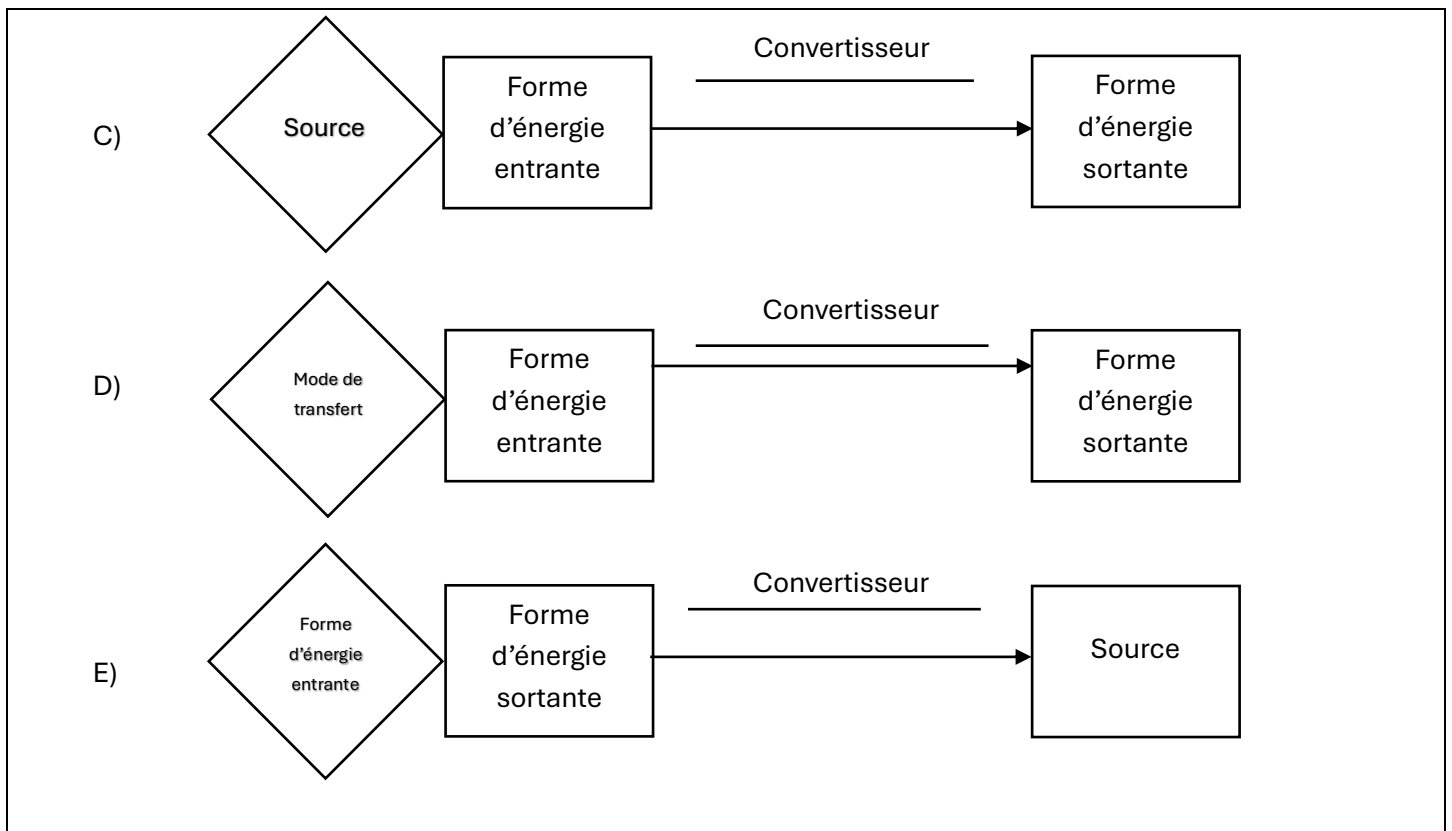 C)
Source
Forme
d’énergie
entrante
Convertisseur
Forme
d’énergie
sortante
D)
Mode de
transfert
Forme
d’énergie
entrante
Convertisseur
Forme
d’énergie
sortante
E)
Forme
d’énergie
entrante
Forme
d’énergie
sortante
Convertisseur
Source